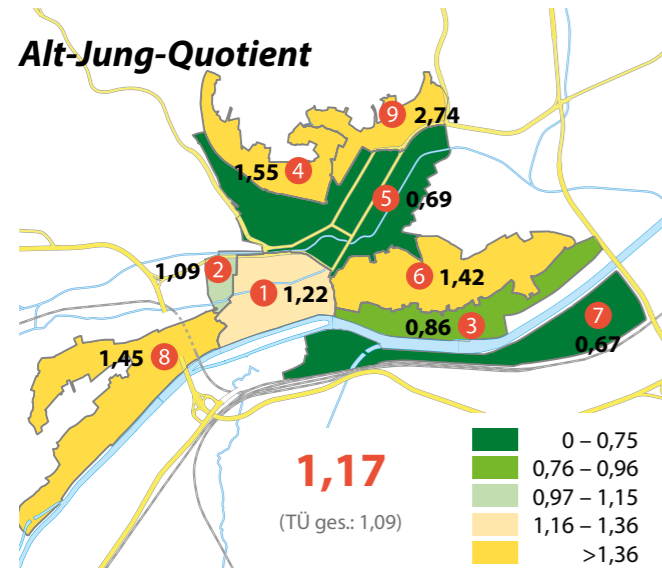 Alt-Jung-Quotient
9 2,74
1,55 4
5 0,69
1,09 2
6 1,42
1 1,22
0,86 3
7
0,67
1,45 8
1,17
(TÜ ges.: 1,09)
0 – 0,75
0,76 – 0,96
0,97 – 1,15
1,16 – 1,36
>1,36